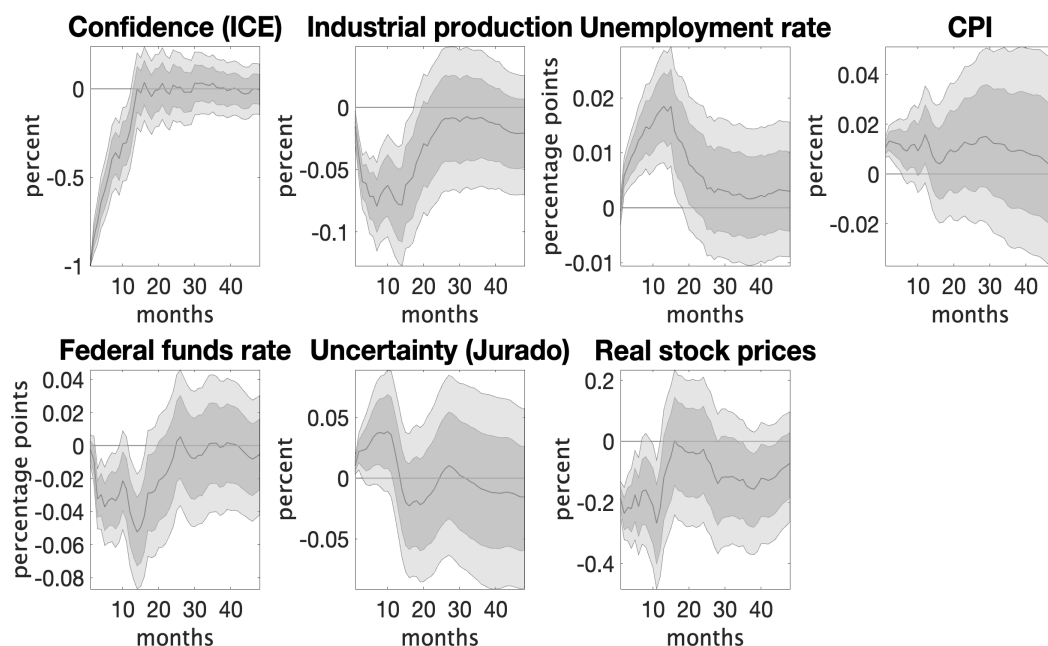 Confidence (ICE)
percent
0
-0.5
-1
10 20 30 40
months
Industrial production
percent
0
-0.05
-0.1
10 20 30 40
months
Unemployment rate
percentage points
0.02
0.01
0
-0.01
10 20 30 40
months
CPI
percent
0.04
0.02
0
-0.02
10 20 30 40
months
Federal funds rate
percentage points
0.04
0.02
0
-0.02
-0.04
-0.06
-0.08
10 20 30 40
months
Uncertainty (Jurado)
percent
0.05
0
-0.05
10 20 30 40
months
Real stock prices
percent
0.2
0
-0.2
-0.4
10 20 30 40
months